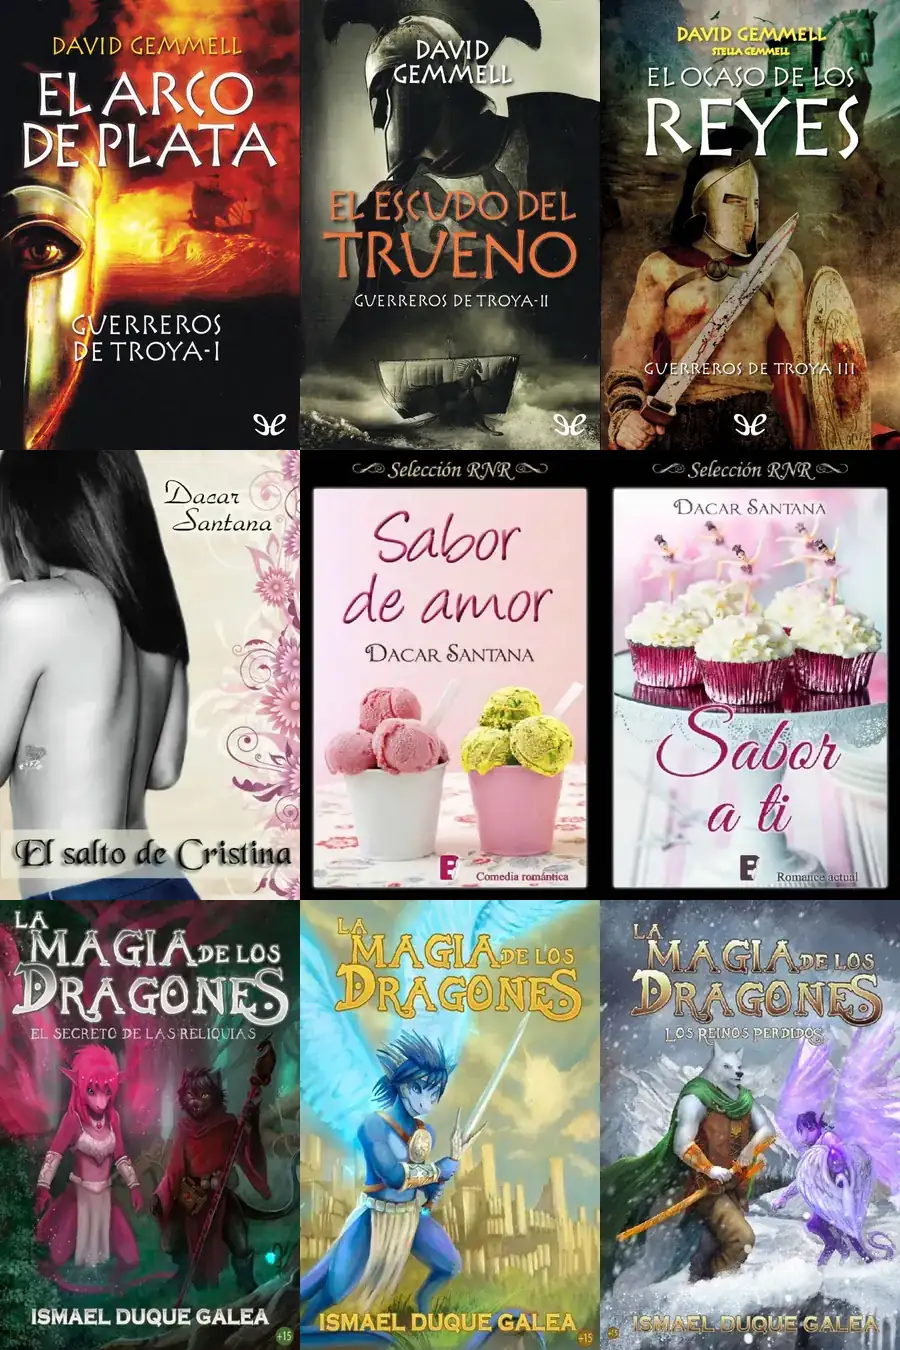 DAVID GEMMELL
EL ARCO
DE PLATA
GUERREROS
DE TROYA-I
DAVID
GEMMELL
EL ESCUDO DEL
TRUENO
GUERREROS DE TROYA-II
DAVID GEMMELL
STELLA GEMMELL
EL OCASO DE LOS
REYES
GUERREROS DE TROYA III
Dacar
Santana
El salto de Cristina
Selección RNR
Sabor
de amor
DACAR SANTANA
B
Comedia romántica
Selección RNR
DACAR SANTANA
Sabor
a ti
B
Romance actual
LA
MAGIA DE LOS
DRAGONES
EL SECRETO DE LAS RELIQUIAS
ISMAEL DUQUE GALEA
+15
LA
MAGIA DE LOS
DRAGONES
ISMAEL DUQUE GALEA
+15
LA
MAGIA DE LOS
DRAGONES
LOS REINOS PERDIDOS
ISMAEL DUQUE GALEA
+15